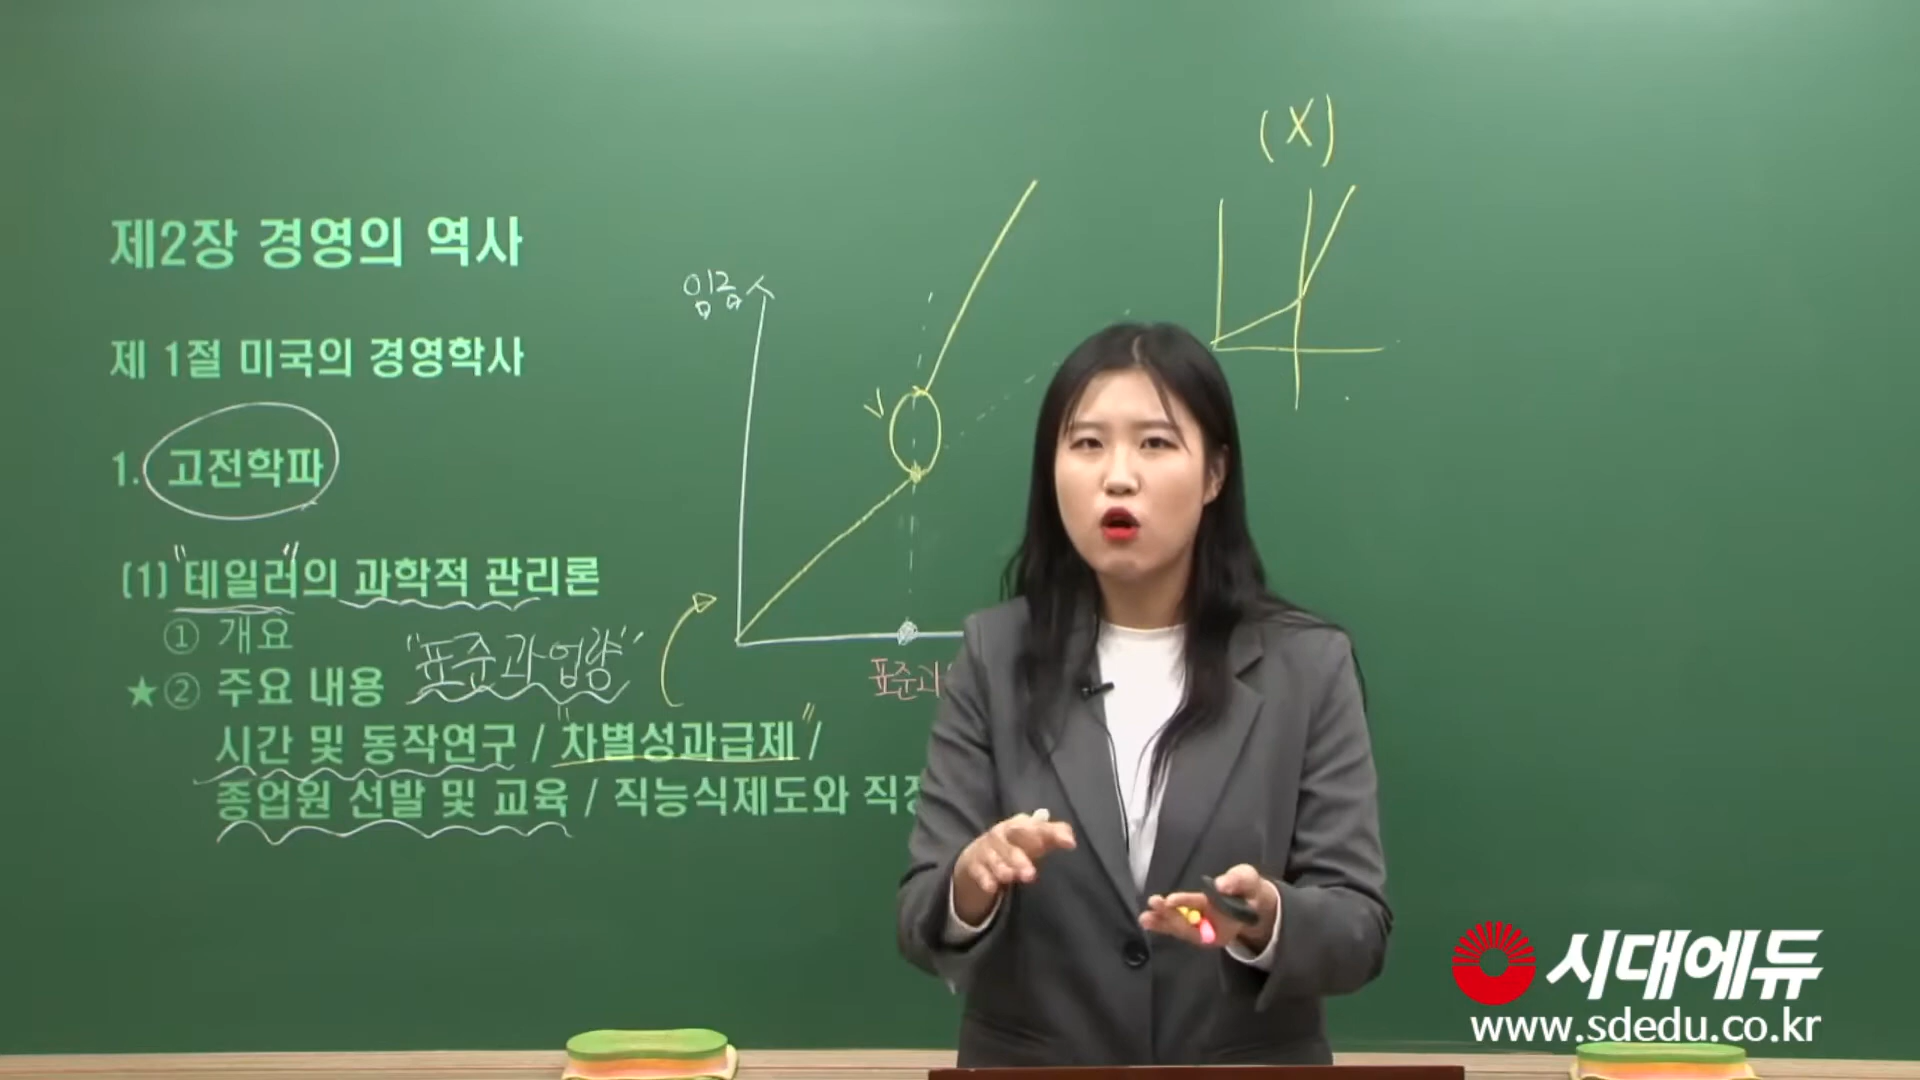 (X)
제2장 경영의 역사
임금
제 1절 미국의 경영학사
1. 고전학파
(1) "테일러"의 과학적 관리론
① 개요
"표준과업량"
★② 주요 내용
표준과
시간 및 동작연구 / "차별성과급제" /
종업원 선발 및 교육 / 직능식제도와 직장
시대에듀
www.sdedu.co.kr